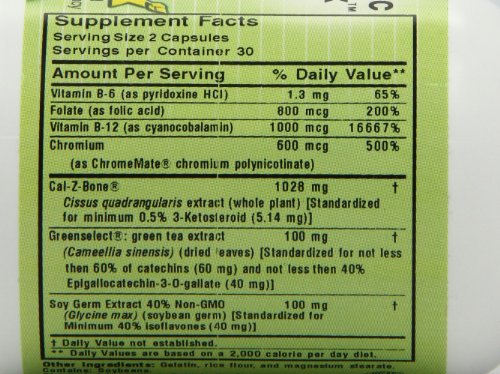 C
TM
Supplement Facts
Serving Size 2 Capsules
Servings per Container 30
Amount Per Serving % Daily Value**
Vitamin B-6 (as pyridoxine HCl) 1.3 mg 65%
Folate (as folic acid) 800 mcg 200%
Vitamin B-12 (as cyanocobalamin) 1000 mcg 16667%
Chromium 600 mcg 500%
(as ChromeMate® chromium polynicotinate)
Cal-Z-Bone® 1028 mg †
Cissus quadrangularis extract (whole plant) [Standardized
for minimum 0.5% 3-Ketosteroid (5.14 mg)]
Greenselect®: green tea extract 100 mg †
(Cameellia sinensis) (dried leaves) [Standardized for not less
then 60% of catechins (60 mg) and not less then 40%
Epigallocatechin-3-O-gallate (40 mg)]
Soy Germ Extract 40% Non-GMO 100 mg †
(Glycine max) (soybean germ) [Standardized for
Minimum 40% isoflavones (40 mg)]
† Daily Value not established.
** Daily Values are based on a 2,000 calorie per day diet.
Other Ingredients: Gelatin, rice flour, and magnesium stearate.
Contains: Soybeans.